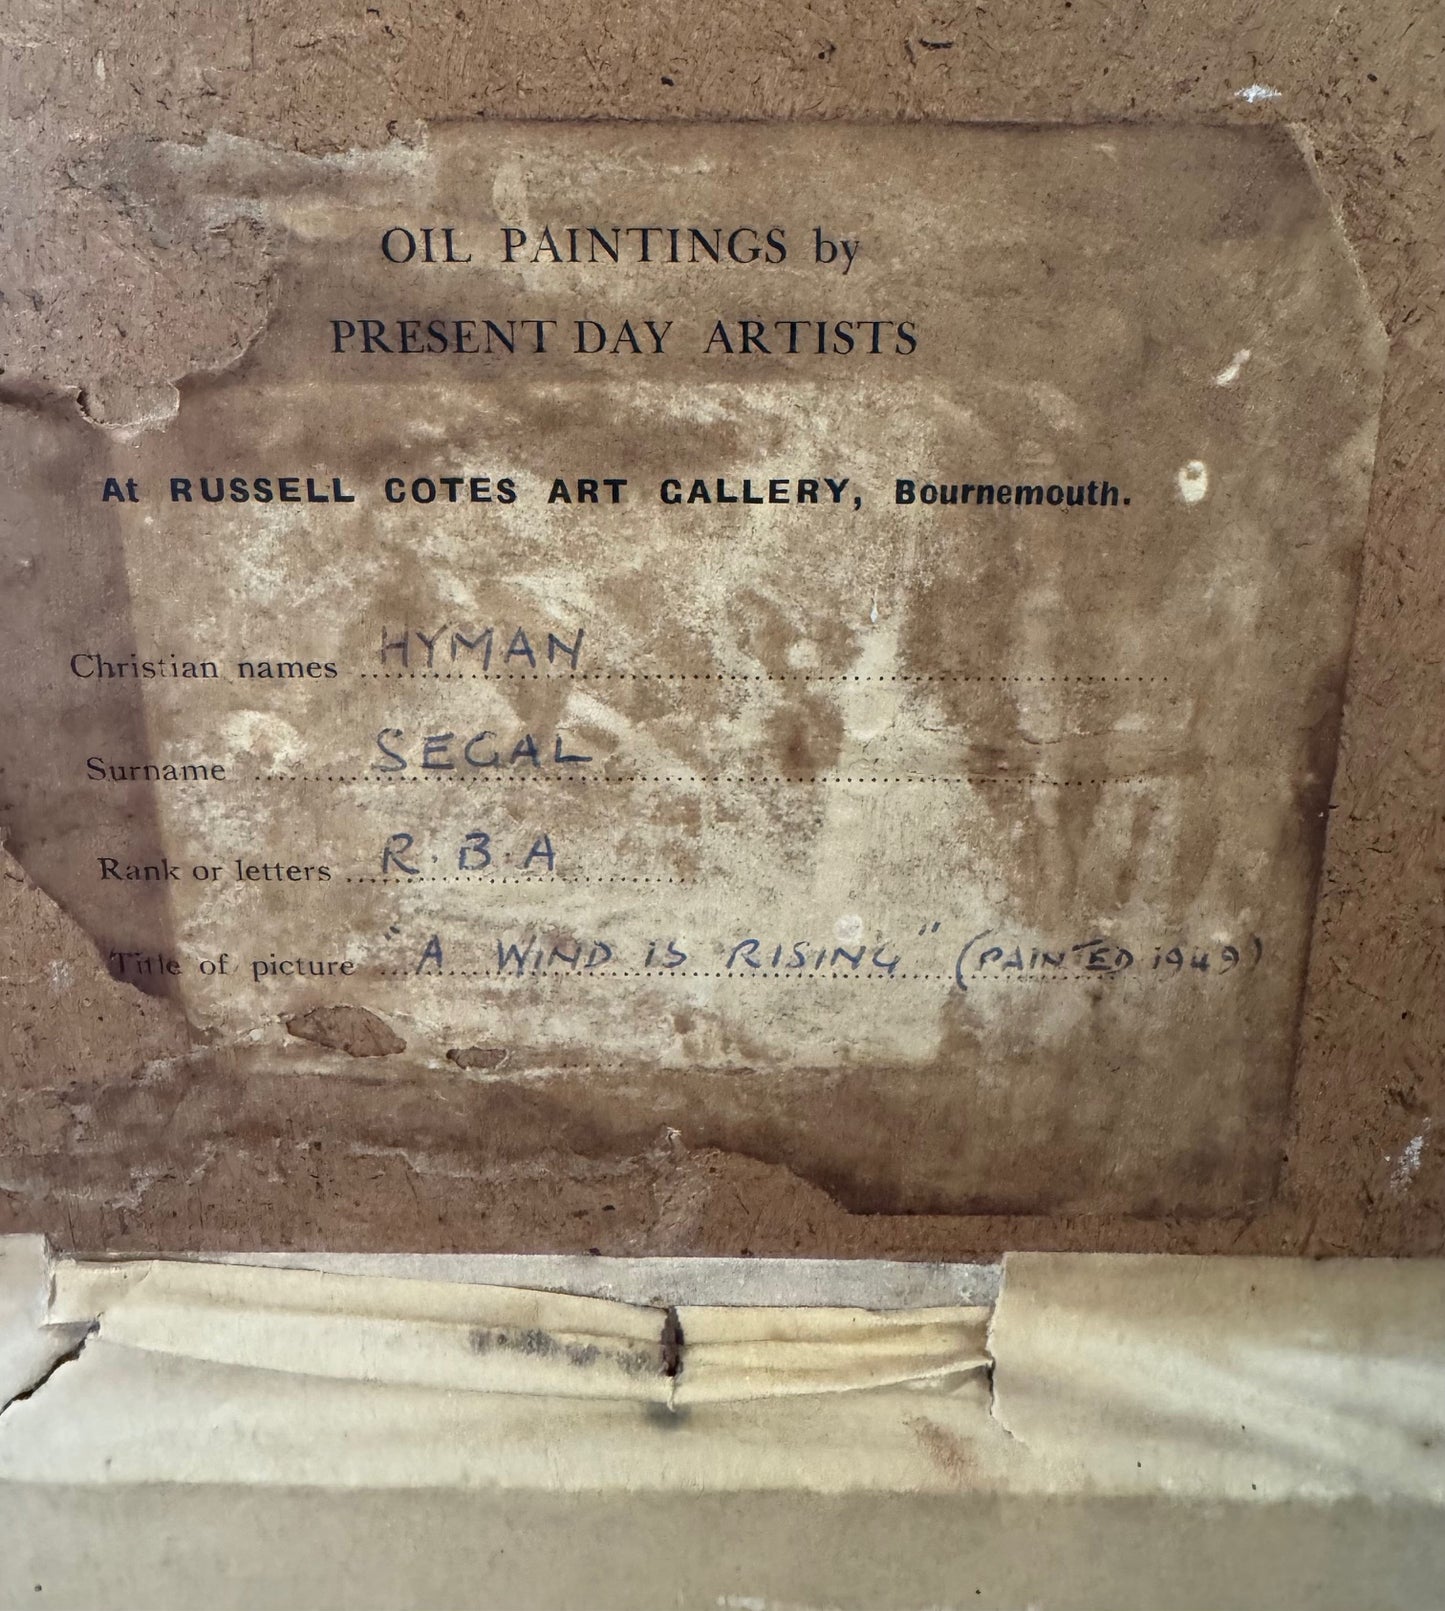 OIL PAINTINGS by
PRESENT DAY ARTISTS
At RUSSELL COTES ART GALLERY, Bournemouth.
Christian names HYMAN
Surname SEGAL
Rank or letters R.B.A
Title of picture "A WIND IS RISING" (PAINTED 1949)